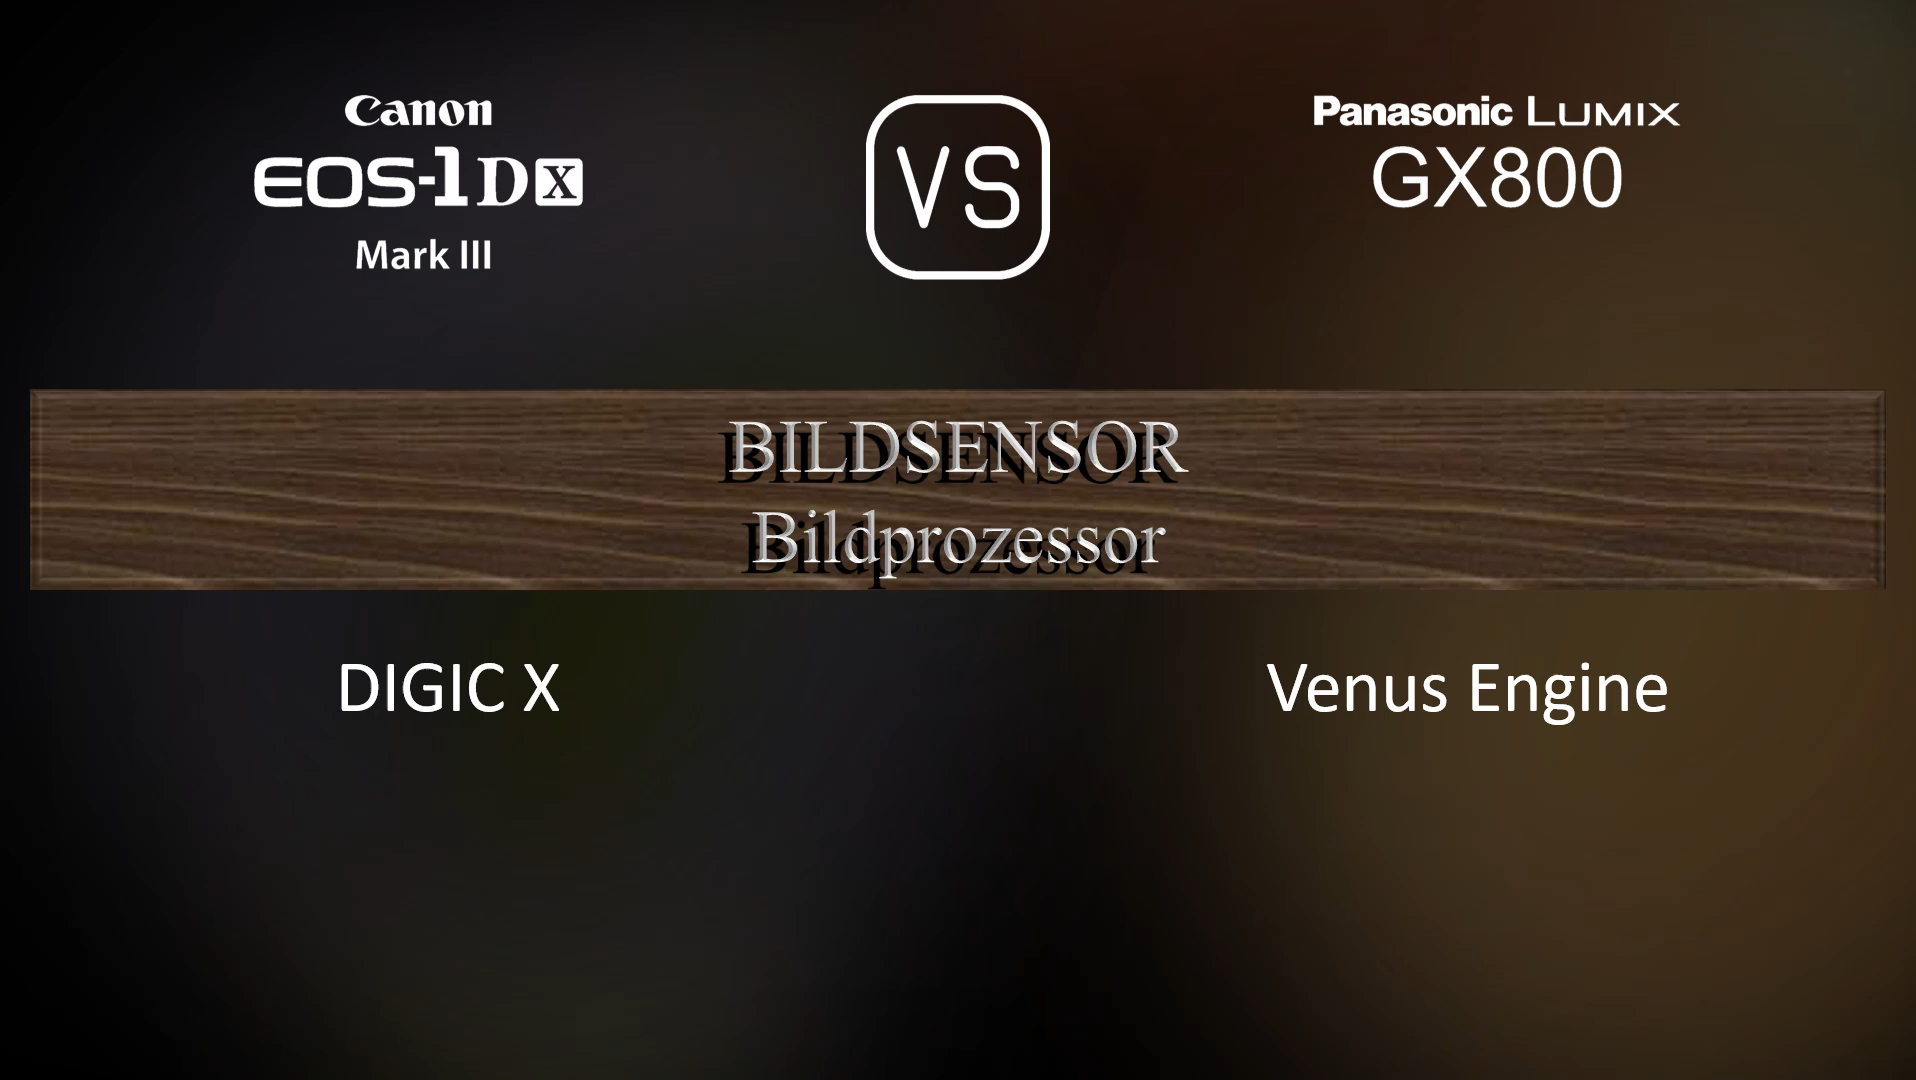 Canon
EOS-1D X
Mark III
VS
Panasonic LUMIX
GX800
BILDSENSOR
Bildprozessor
DIGIC X
Venus Engine